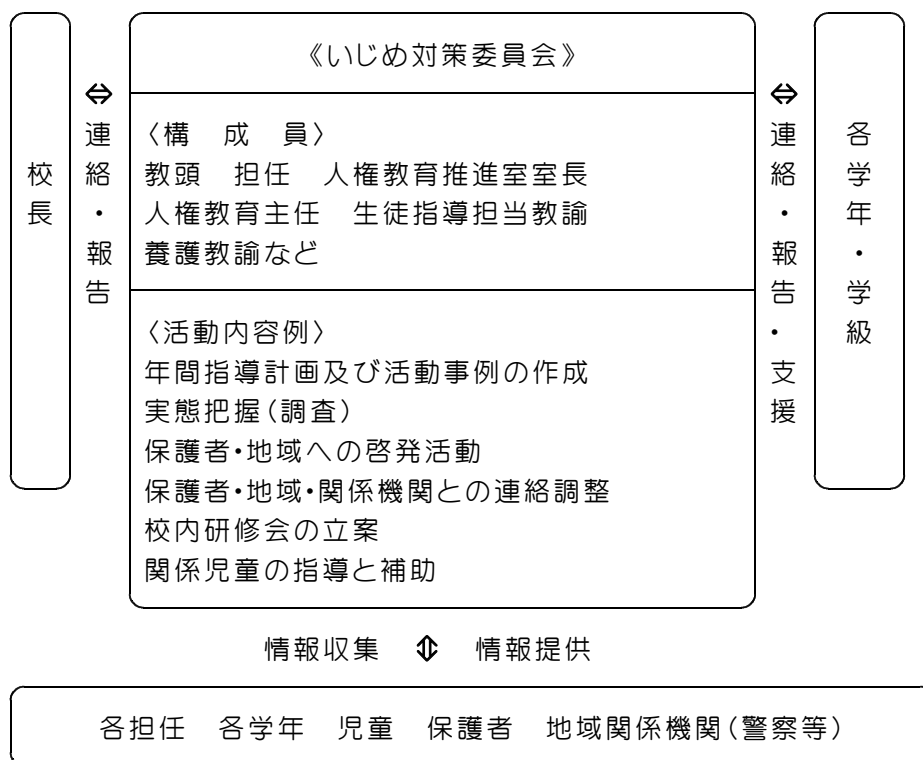 校長
⇔連絡・報告
《いじめ対策委員会》
〈構　成　員〉
教頭　担任　人権教育推進室室長
人権教育主任　生徒指導担当教諭
養護教諭など
〈活動内容例〉
年間指導計画及び活動事例の作成
実態把握(調査)
保護者・地域への啓発活動
保護者・地域・関係機関との連絡調整
校内研修会の立案
関係児童の指導と補助
⇔連絡・報告・支援
各学年・学級
情報収集　⇕　情報提供
各担任　各学年　児童　保護者　地域関係機関(警察等)